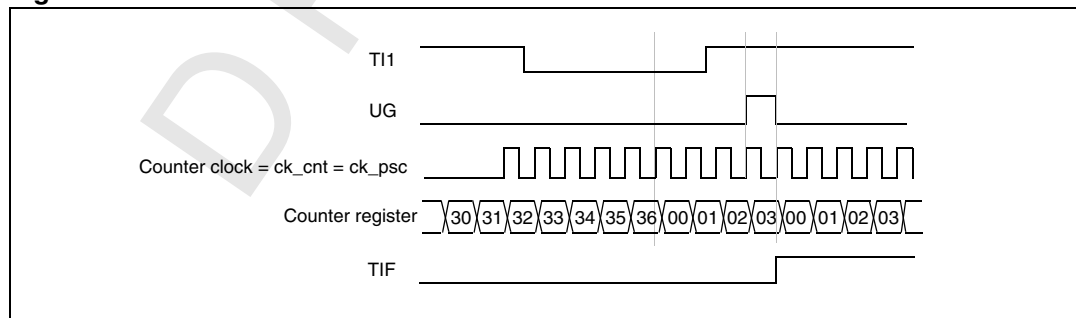 TI1
UG
Counter clock = ck_cnt = ck_psc
Counter register 30 31 32 33 34 35 36 00 01 02 03 00 01 02 03
TIF